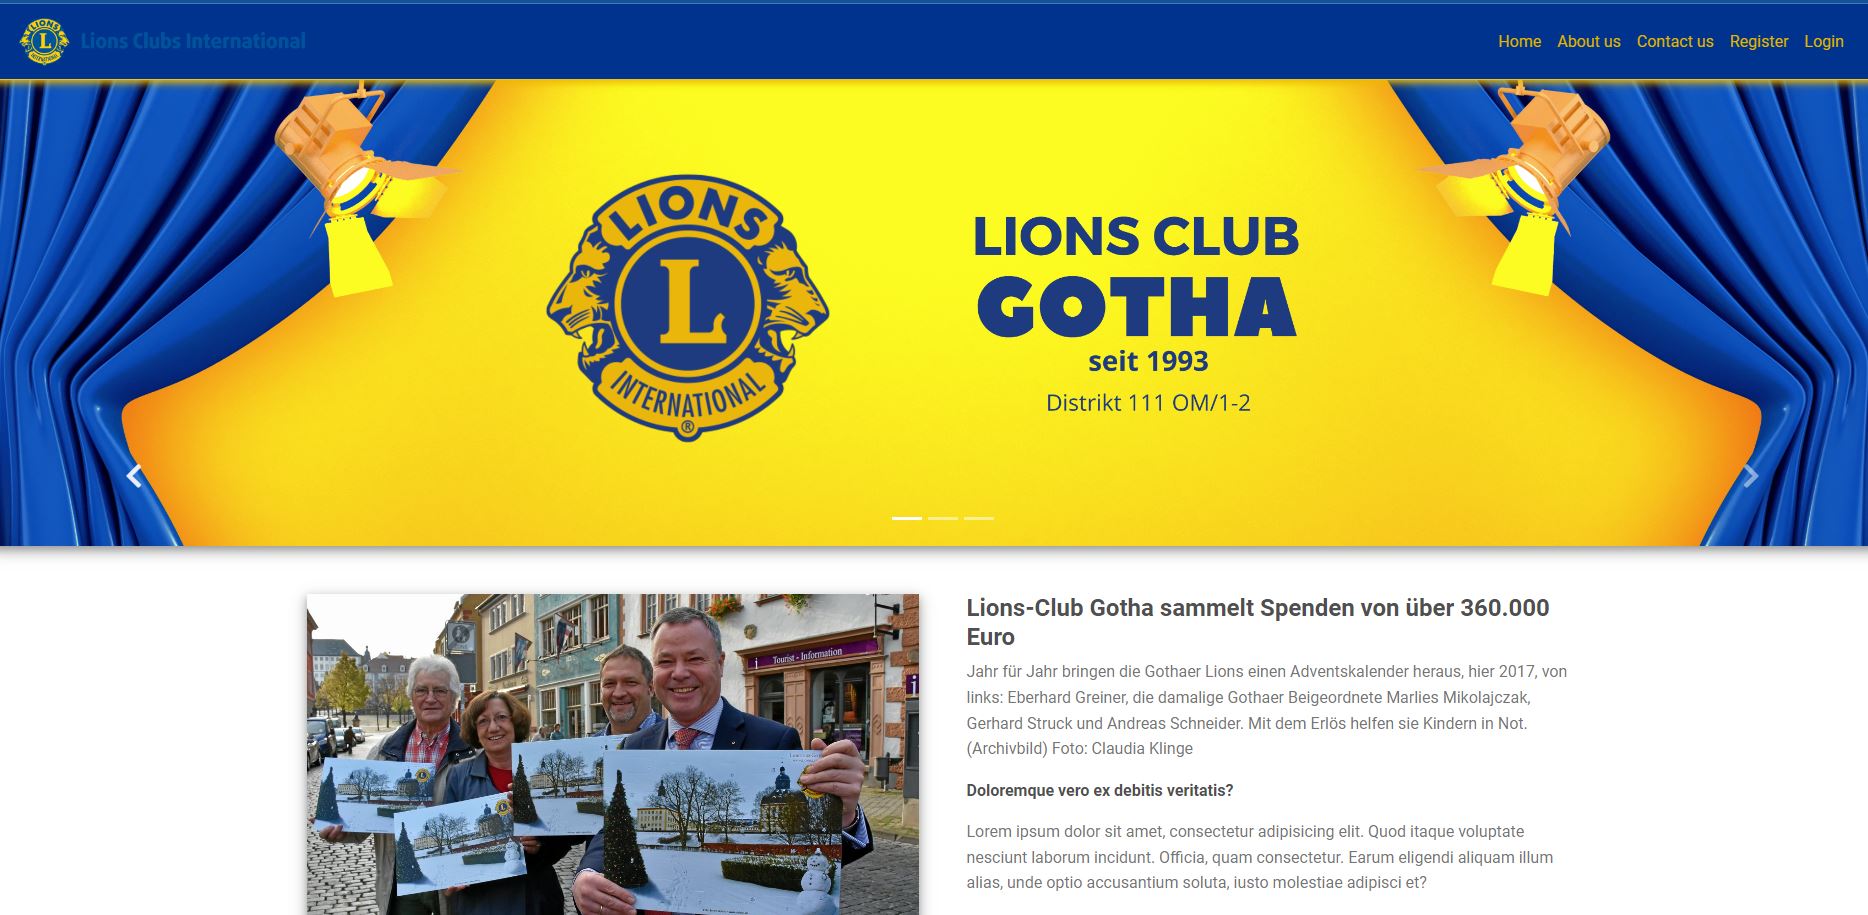 Lions Clubs International
Home About us Contact us Register Login
LIONS
L
INTERNATIONAL
®
LIONS CLUB
GOTHA
seit 1993
Distrikt 111 OM/1-2
Tourist - Information
Lions-Club Gotha sammelt Spenden von über 360.000
Euro
Jahr für Jahr bringen die Gothaer Lions einen Adventskalender heraus, hier 2017, von
links: Eberhard Greiner, die damalige Gothaer Beigeordnete Marlies Mikolajczak,
Gerhard Struck und Andreas Schneider. Mit dem Erlös helfen sie Kindern in Not.
(Archivbild) Foto: Claudia Klinge
Doloremque vero ex debitis veritatis?
Lorem ipsum dolor sit amet, consectetur adipisicing elit. Quod itaque voluptate
nesciunt laborum incidunt. Officia, quam consectetur. Earum eligendi aliquam illum
alias, unde optio accusantium soluta, iusto molestiae adipisci et?